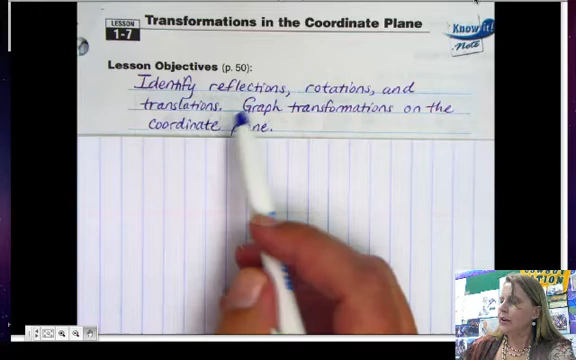 LESSON
1-7
Transformations in the Coordinate Plane
Know it!
Note
Lesson Objectives (p. 50):
Identify reflections, rotations, and
translations. Graph transformations on the
coordinate plane.